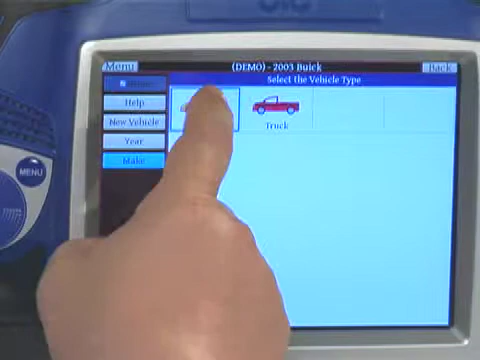 Menu
(DEMO) - 2003 Buick
Back
Select the Vehicle Type
Help
New Vehicle
Year
Make
Truck
MENU